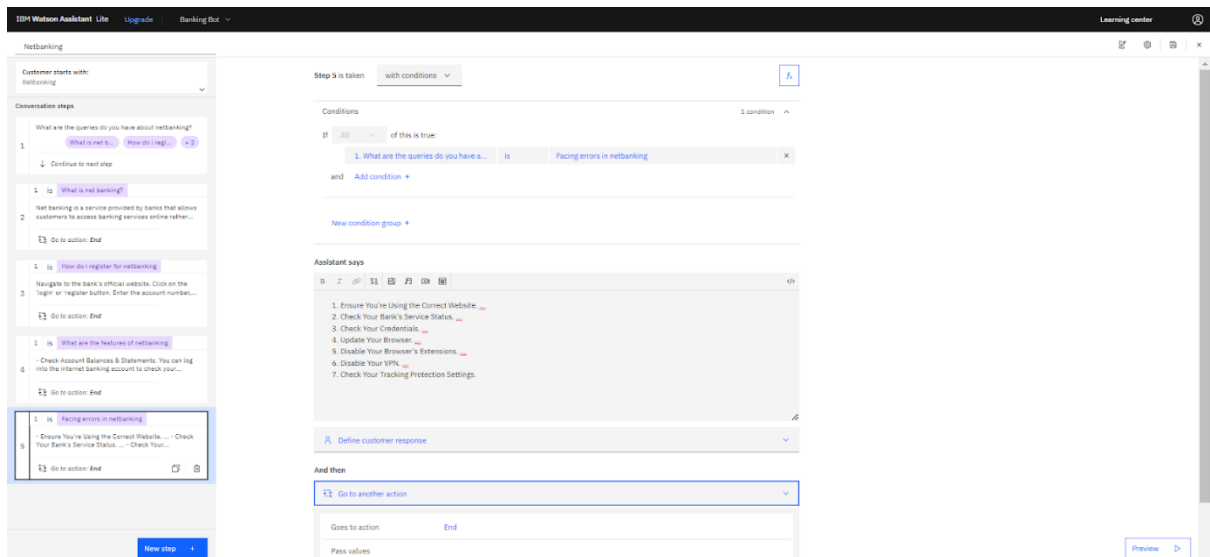 IBM Watson Assistant Lite Upgrade Banking Bot Learning center
Netbanking
Customer starts with:
Netbanking
Conversation steps
1
What are the queries do you have about netbanking?
What is net b... How do i regi... + 2
Continue to next step
2
1 is What is net banking?
Net banking is a service provided by banks that allows
customers to access banking services online rather...
Go to action: End
3
1 is How do i register for netbanking
Navigate to the bank's official website. Click on the
'login' or 'register button. Enter the account number,...
Go to action: End
4
1 is What are the features of netbanking
- Check Account Balances & Statements. You can log
into the internet banking account to check your...
Go to action: End
5
1 is Facing errors in netbanking
- Ensure You're Using the Correct Website. ... - Check
Your Bank's Service Status. ... - Check Your...
Go to action: End
New step +
Step 5 is taken with conditions
fx
Conditions 1 condition
If All of this is true:
1. What are the queries do you have a... is Facing errors in netbanking
and Add condition +
New condition group +
Assistant says
1. Ensure You're Using the Correct Website. ...
2. Check Your Bank's Service Status. ...
3. Check Your Credentials. ...
4. Update Your Browser. ...
5. Disable Your Browser's Extensions. ...
6. Disable Your VPN. ...
7. Check Your Tracking Protection Settings.
Define customer response
And then
Go to another action
Goes to action End
Pass values
Preview